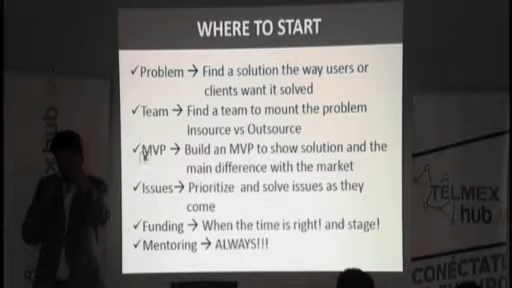 WHERE TO START
✓Problem → Find a solution the way users or
clients want it solved
✓Team → Find a team to mount the problem
Insource vs Outsource
✓MVP → Build an MVP to show solution and the
main difference with the market
✓Issues→ Prioritize and solve issues as they
come
✓Funding → When the time is right! and stage!
✓Mentoring → ALWAYS!!!
TELMEX
hub